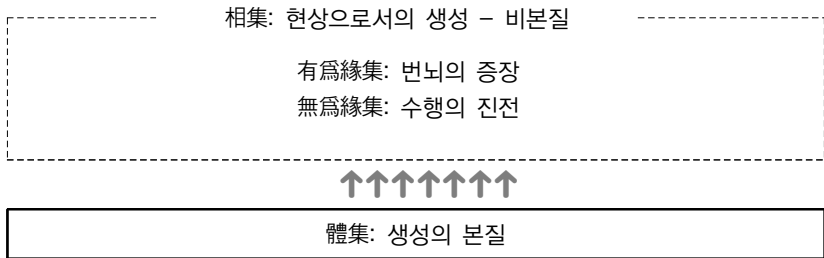 相集: 현상으로서의 생성 – 비본질
有爲緣集: 번뇌의 증장
無爲緣集: 수행의 진전
體集: 생성의 본질